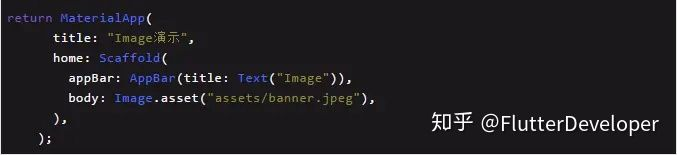 return MaterialApp(
title: "Image演示",
home: Scaffold(
appBar: AppBar(title: Text("Image")),
body: Image.asset("assets/banner.jpeg"),
),
);
知乎 @FlutterDeveloper